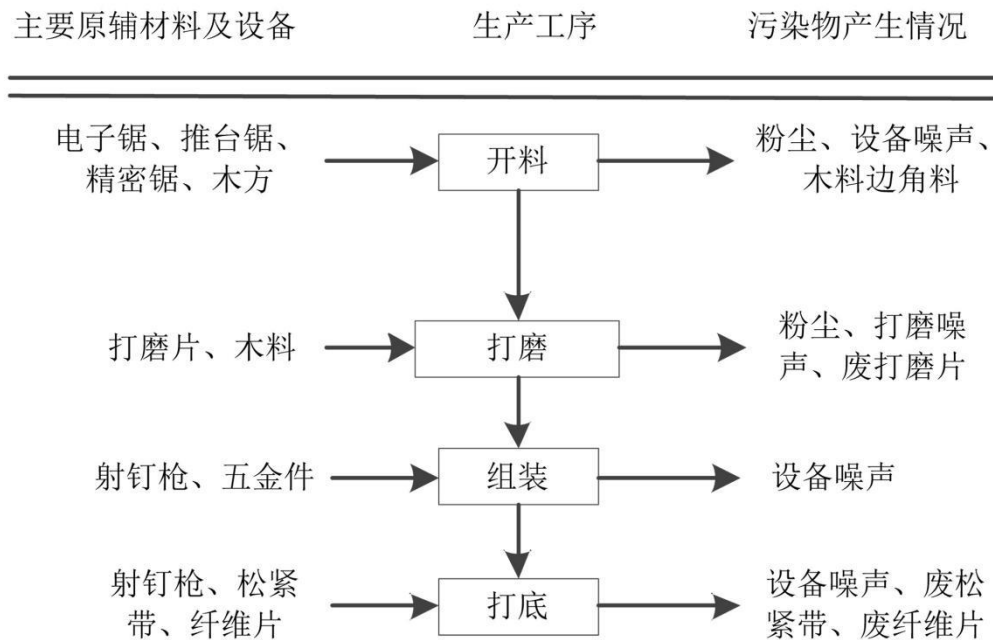 主要原辅材料及设备 生产工序 污染物产生情况
电子锯、推台锯、
精密锯、木方
开料
粉尘、设备噪声、
木料边角料
打磨片、木料
打磨
粉尘、打磨噪
声、废打磨片
射钉枪、五金件
组装
设备噪声
射钉枪、松紧
带、纤维片
打底
设备噪声、废松
紧带、废纤维片